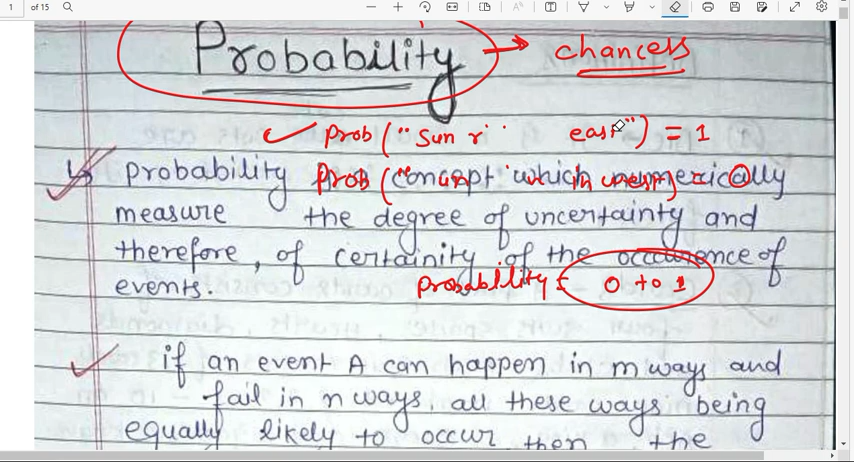 1 of 15
Probability → chances
prob ("Sun ri east") = 1
Probability concept which numerically
prob (" in west) = 0
measure the degree of uncertainty and
therefore, of certainity of the occurrence of
events.
probability = 0 to 1
if an event A can happen in m ways and
fail in n ways, all these ways being
equally likely to occur then the